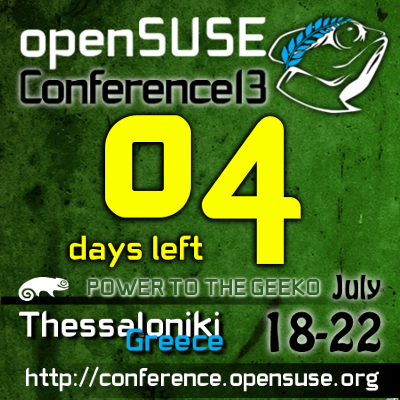 openSUSE
Conference13
04
days left
POWER TO THE GEEKO
July
Thessaloniki
Greece
18-22
http://conference.opensuse.org